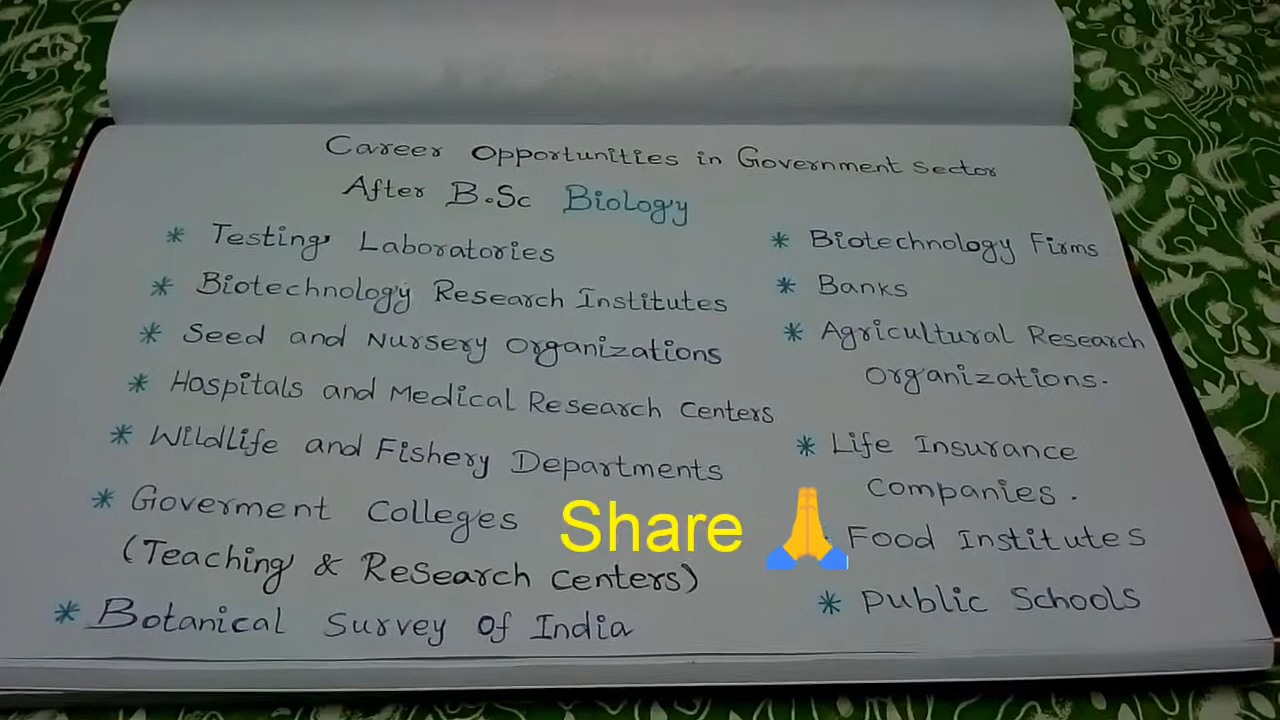 Career Opportunities in Government Sector
After B.Sc Biology
* Testing Laboratories
* Biotechnology Research Institutes
* Seed and Nursery Organizations
* Hospitals and Medical Research Centers
* Wildlife and Fishery Departments
* Goverment Colleges
(Teaching & Research Centers)
* Botanical Survey of India
* Biotechnology Firms
* Banks
* Agricultural Research
Organizations.
* Life Insurance
Companies.
* Food Institutes
* Public Schools
Share 🙏